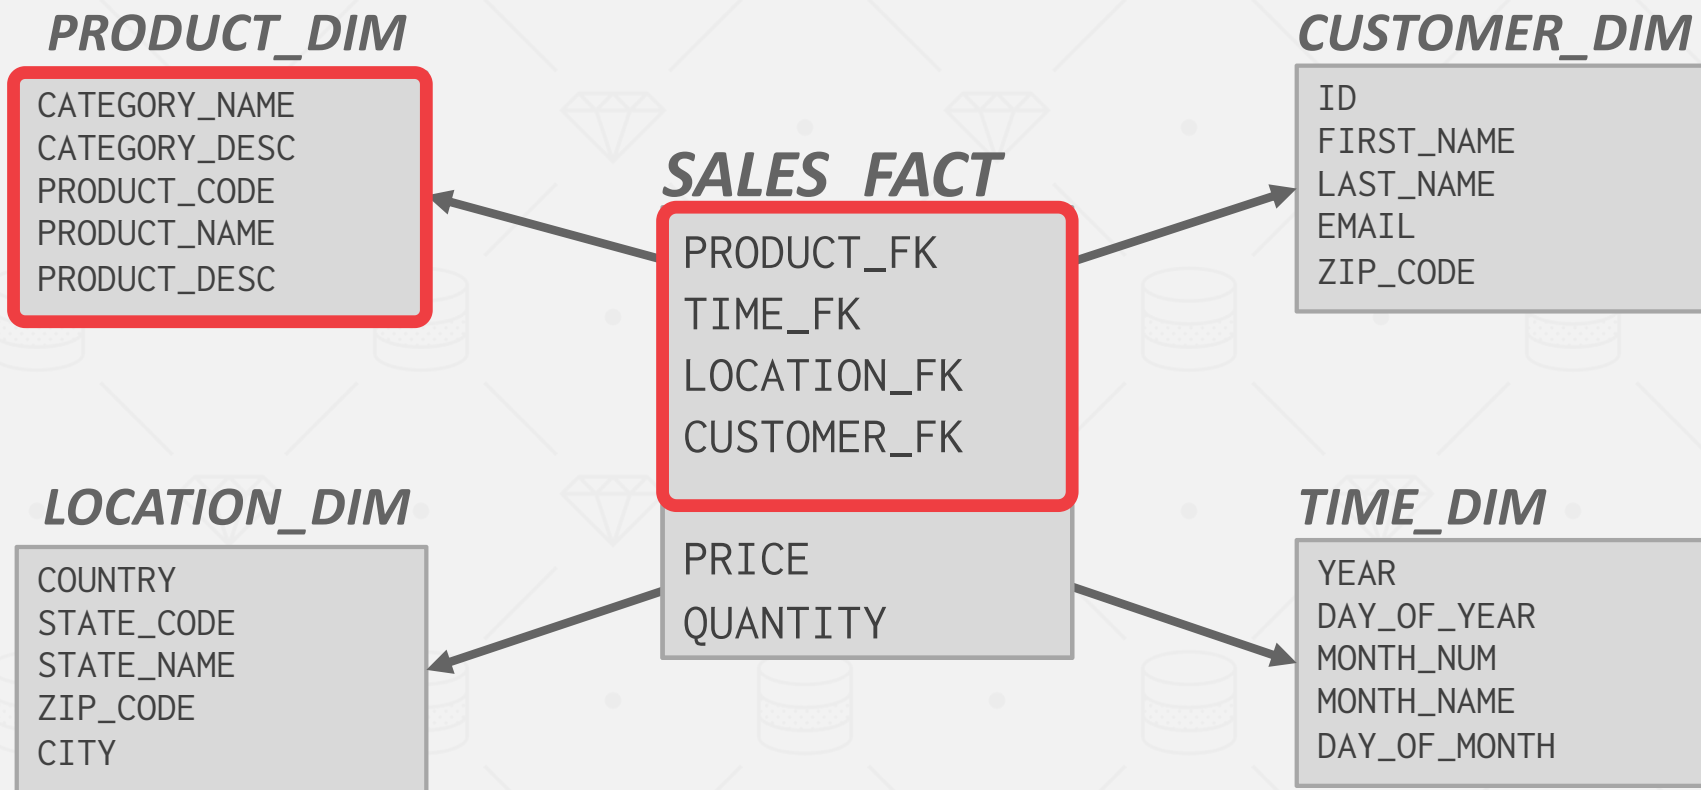 PRODUCT_DIM
CATEGORY_NAME
CATEGORY_DESC
PRODUCT_CODE
PRODUCT_NAME
PRODUCT_DESC
SALES_FACT
PRODUCT_FK
TIME_FK
LOCATION_FK
CUSTOMER_FK
PRICE
QUANTITY
CUSTOMER_DIM
ID
FIRST_NAME
LAST_NAME
EMAIL
ZIP_CODE
LOCATION_DIM
COUNTRY
STATE_CODE
STATE_NAME
ZIP_CODE
CITY
TIME_DIM
YEAR
DAY_OF_YEAR
MONTH_NUM
MONTH_NAME
DAY_OF_MONTH